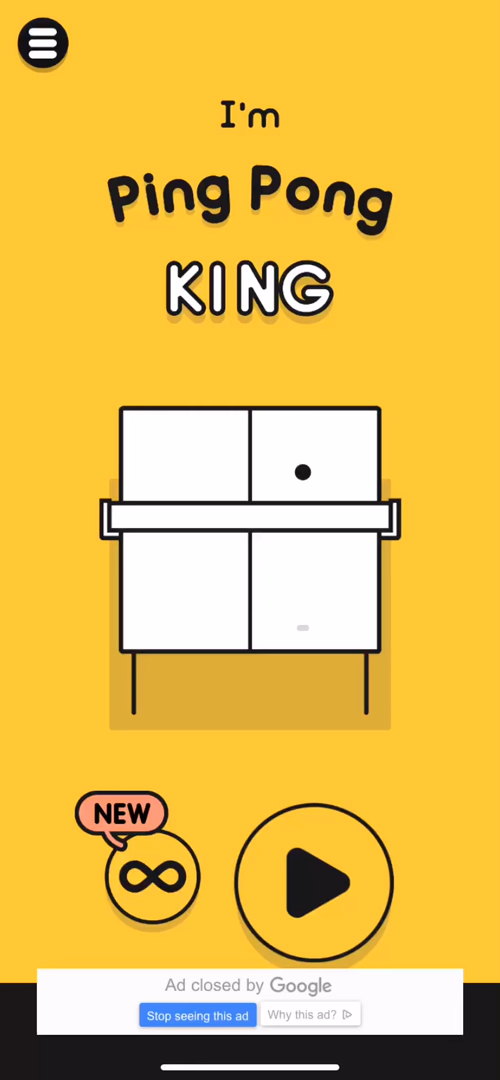 I'm
Ping Pong
KING
NEW
Ad closed by Google
Stop seeing this ad
Why this ad?